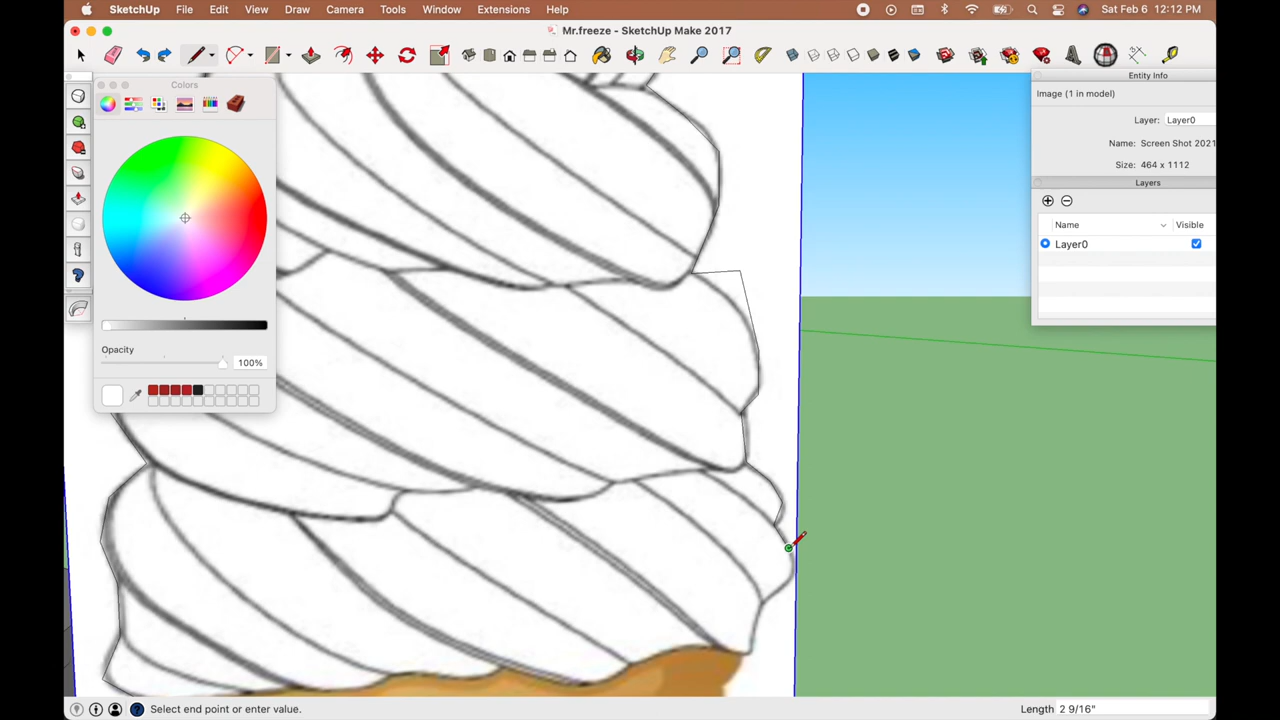 SketchUp File Edit View Draw Camera Tools Window Extensions Help Sat Feb 6 12:12 PM
Mr.freeze - SketchUp Make 2017
Colors
Entity Info
Image (1 in model)
Layer: Layer0
Name: Screen Shot 2021
Size: 464 x 1112
Layers
Name Visible
Layer0
Opacity
100%
Select end point or enter value.
Length 2 9/16"